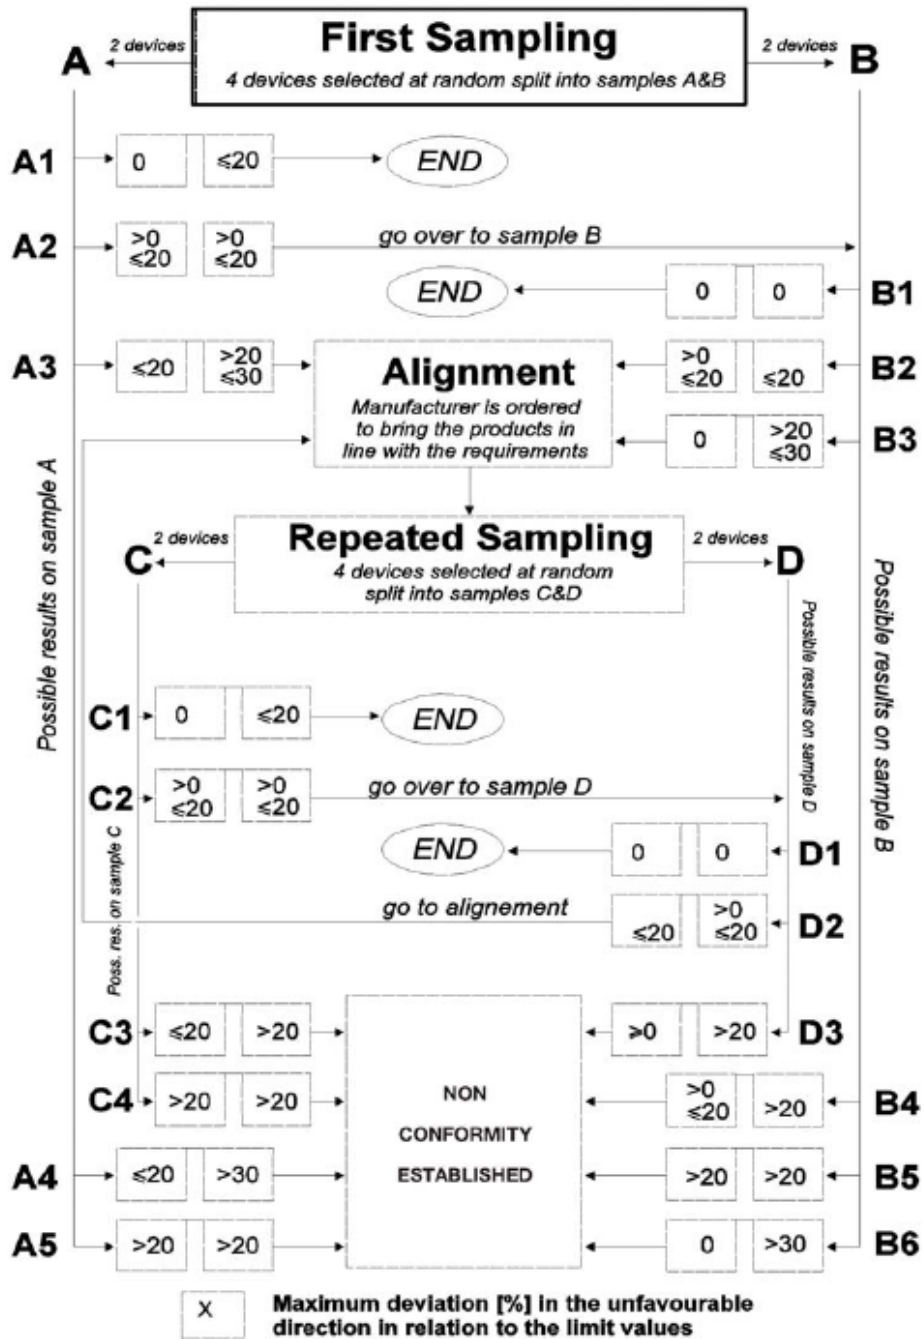 First Sampling
4 devices selected at random split into samples A&B
A 2 devices
2 devices B
A1 0 ⩽20 END
A2 >0 ⩽20 >0 ⩽20 go over to sample B
END 0 0 B1
A3 ⩽20 >20 ⩽30
Alignment
Manufacturer is ordered
to bring the products in
line with the requirements
>0 ⩽20 ⩽20 B2
0 >20 ⩽30 B3
Possible results on sample A
Repeated Sampling
4 devices selected at random
split into samples C&D
C 2 devices
2 devices D
Possible results on sample D
Possible results on sample B
C1 0 ⩽20 END
C2 >0 ⩽20 >0 ⩽20 go over to sample D
END 0 0 D1
Poss. res. on sample C
go to alignement ⩽20 >0 ⩽20 D2
C3 ⩽20 >20
⩾0 >20 D3
C4 >20 >20
>0 ⩽20 >20 B4
NON
CONFORMITY
ESTABLISHED
A4 ⩽20 >30
>20 >20 B5
A5 >20 >20
0 >30 B6
X Maximum deviation [%] in the unfavourable
direction in relation to the limit values